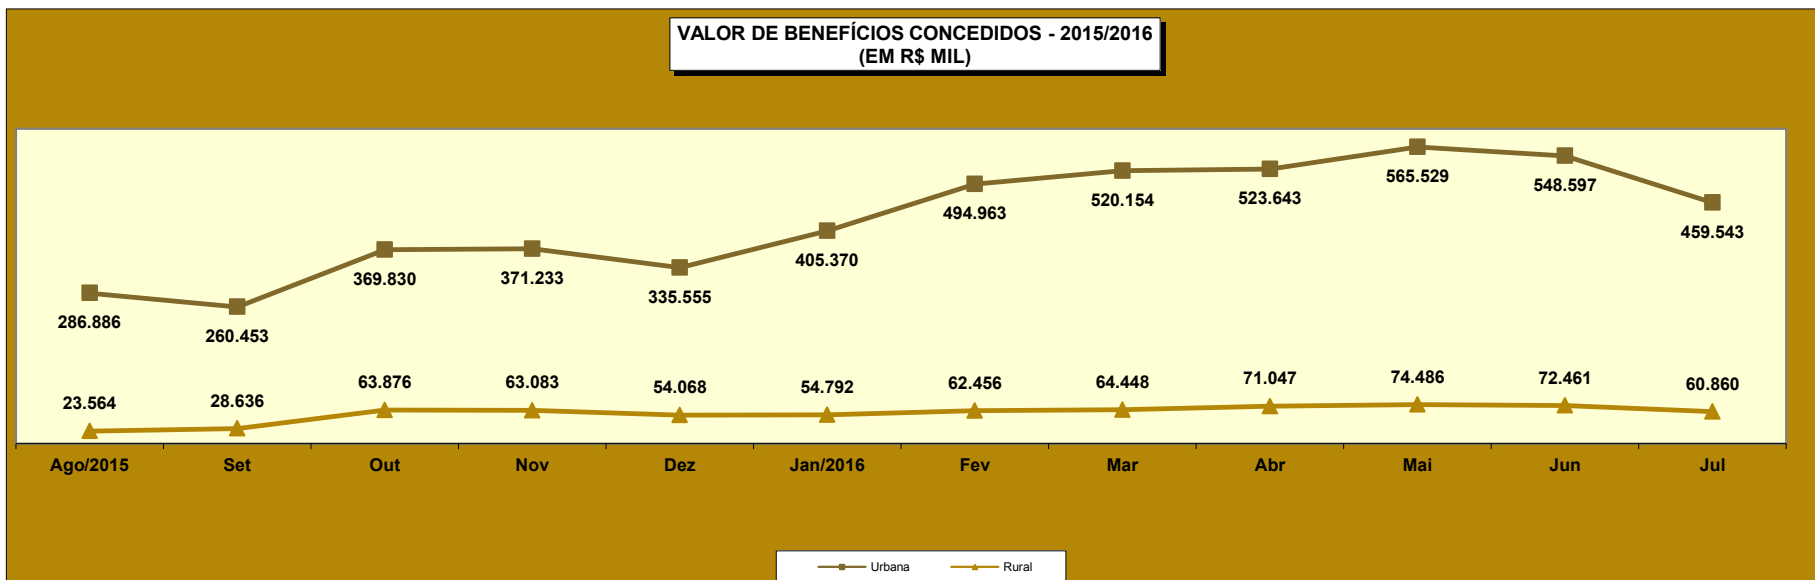 VALOR DE BENEFÍCIOS CONCEDIDOS - 2015/2016
(EM R$ MIL)
286.886 260.453 369.830 371.233 335.555 405.370 494.963 520.154 523.643 565.529 548.597 459.543
23.564 28.636 63.876 63.083 54.068 54.792 62.456 64.448 71.047 74.486 72.461 60.860
Ago/2015 Set Out Nov Dez Jan/2016 Fev Mar Abr Mai Jun Jul
Urbana Rural